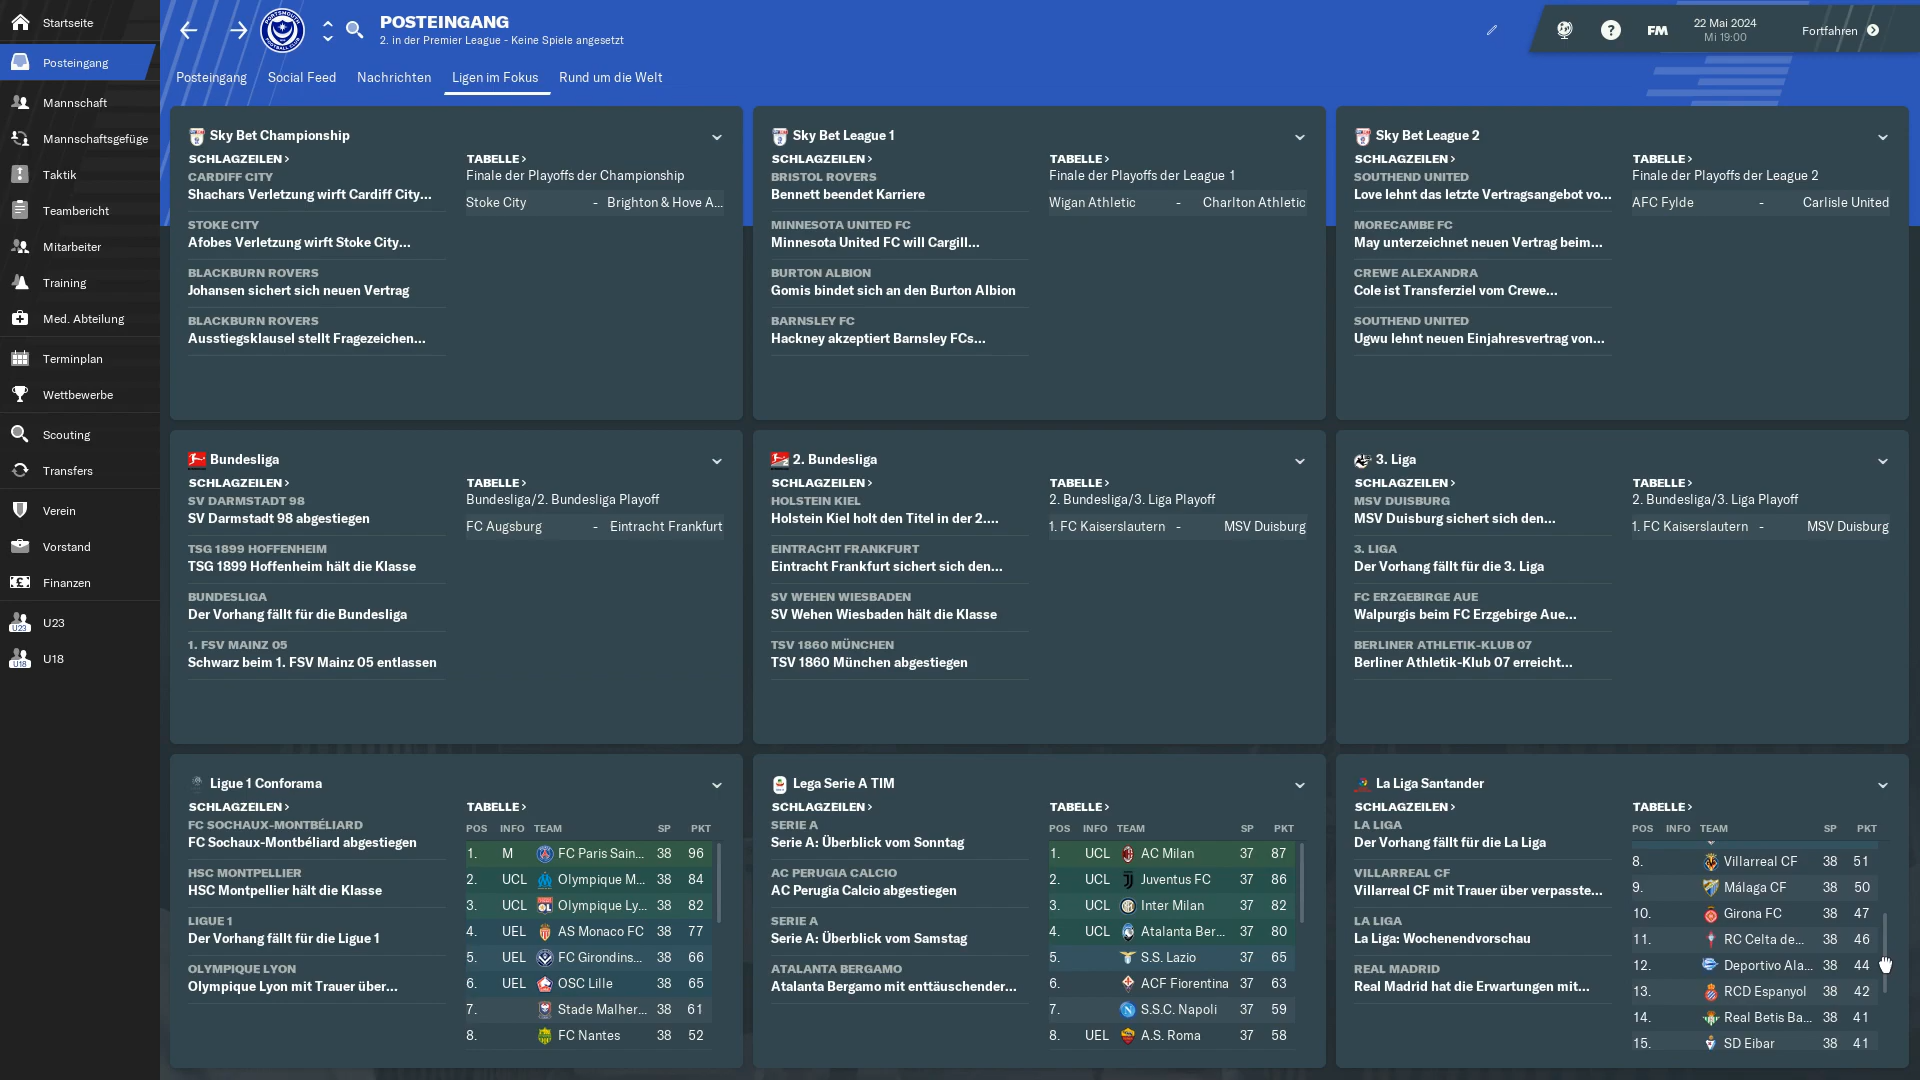 Startseite
Posteingang
Mannschaft
Mannschaftsgefüge
Taktik
Teambericht
Mitarbeiter
Training
Med. Abteilung
Terminplan
Wettbewerbe
Scouting
Transfers
Verein
Vorstand
Finanzen
U23
U23
U18
U18
POSTEINGANG
2. in der Premier League - Keine Spiele angesetzt
FM
22 Mai 2024
Mi 19:00
Fortfahren
Posteingang Social Feed Nachrichten Ligen im Fokus Rund um die Welt
Sky Bet Championship
SCHLAGZEILEN >
CARDIFF CITY
Shachars Verletzung wirft Cardiff City...
STOKE CITY
Afobes Verletzung wirft Stoke City...
BLACKBURN ROVERS
Johansen sichert sich neuen Vertrag
BLACKBURN ROVERS
Ausstiegsklausel stellt Fragezeichen...
TABELLE >
Finale der Playoffs der Championship
Stoke City - Brighton & Hove A...
Sky Bet League 1
SCHLAGZEILEN >
BRISTOL ROVERS
Bennett beendet Karriere
MINNESOTA UNITED FC
Minnesota United FC will Cargill...
BURTON ALBION
Gomis bindet sich an den Burton Albion
BARNSLEY FC
Hackney akzeptiert Barnsley FCs...
TABELLE >
Finale der Playoffs der League 1
Wigan Athletic - Charlton Athletic
Sky Bet League 2
SCHLAGZEILEN >
SOUTHEND UNITED
Love lehnt das letzte Vertragsangebot vo...
MORECAMBE FC
May unterzeichnet neuen Vertrag beim...
CREWE ALEXANDRA
Cole ist Transferziel vom Crewe...
SOUTHEND UNITED
Ugwu lehnt neuen Einjahresvertrag von...
TABELLE >
Finale der Playoffs der League 2
AFC Fylde - Carlisle United
Bundesliga
SCHLAGZEILEN >
SV DARMSTADT 98
SV Darmstadt 98 abgestiegen
TSG 1899 HOFFENHEIM
TSG 1899 Hoffenheim hält die Klasse
BUNDESLIGA
Der Vorhang fällt für die Bundesliga
1. FSV MAINZ 05
Schwarz beim 1. FSV Mainz 05 entlassen
TABELLE >
Bundesliga/2. Bundesliga Playoff
FC Augsburg - Eintracht Frankfurt
2. Bundesliga
SCHLAGZEILEN >
HOLSTEIN KIEL
Holstein Kiel holt den Titel in der 2....
EINTRACHT FRANKFURT
Eintracht Frankfurt sichert sich den...
SV WEHEN WIESBADEN
SV Wehen Wiesbaden hält die Klasse
TSV 1860 MÜNCHEN
TSV 1860 München abgestiegen
TABELLE >
2. Bundesliga/3. Liga Playoff
1. FC Kaiserslautern - MSV Duisburg
3. Liga
SCHLAGZEILEN >
MSV DUISBURG
MSV Duisburg sichert sich den...
3. LIGA
Der Vorhang fällt für die 3. Liga
FC ERZGEBIRGE AUE
Walpurgis beim FC Erzgebirge Aue...
BERLINER ATHLETIK-KLUB 07
Berliner Athletik-Klub 07 erreicht...
TABELLE >
2. Bundesliga/3. Liga Playoff
1. FC Kaiserslautern - MSV Duisburg
Ligue 1 Conforama
SCHLAGZEILEN >
FC SOCHAUX-MONTBÉLIARD
FC Sochaux-Montbéliard abgestiegen
HSC MONTPELLIER
HSC Montpellier hält die Klasse
LIGUE 1
Der Vorhang fällt für die Ligue 1
OLYMPIQUE LYON
Olympique Lyon mit Trauer über...
TABELLE >
POS INFO TEAM SP PKT
1. M FC Paris Sain... 38 96
2. UCL Olympique M... 38 84
3. UCL Olympique Ly... 38 82
4. UEL AS Monaco FC 38 77
5. UEL FC Girondins... 38 66
6. UEL OSC Lille 38 65
7. Stade Malher... 38 61
8. FC Nantes 38 52
Lega Serie A TIM
SCHLAGZEILEN >
SERIE A
Serie A: Überblick vom Sonntag
AC PERUGIA CALCIO
AC Perugia Calcio abgestiegen
SERIE A
Serie A: Überblick vom Samstag
ATALANTA BERGAMO
Atalanta Bergamo mit enttäuschender...
TABELLE >
POS INFO TEAM SP PKT
1. UCL AC Milan 37 87
2. UCL Juventus FC 37 86
3. UCL Inter Milan 37 82
4. UCL Atalanta Ber... 37 80
5. S.S. Lazio 37 65
6. ACF Fiorentina 37 63
7. S.S.C. Napoli 37 59
8. UEL A.S. Roma 37 58
La Liga Santander
SCHLAGZEILEN >
LA LIGA
Der Vorhang fällt für die La Liga
VILLARREAL CF
Villarreal CF mit Trauer über verpasste...
LA LIGA
La Liga: Wochenendvorschau
REAL MADRID
Real Madrid hat die Erwartungen mit...
TABELLE >
POS INFO TEAM SP PKT
8. Villarreal CF 38 51
9. Málaga CF 38 50
10. Girona FC 38 47
11. RC Celta de... 38 46
12. Deportivo Ala... 38 44
13. RCD Espanyol 38 42
14. Real Betis Ba... 38 41
15. SD Eibar 38 41